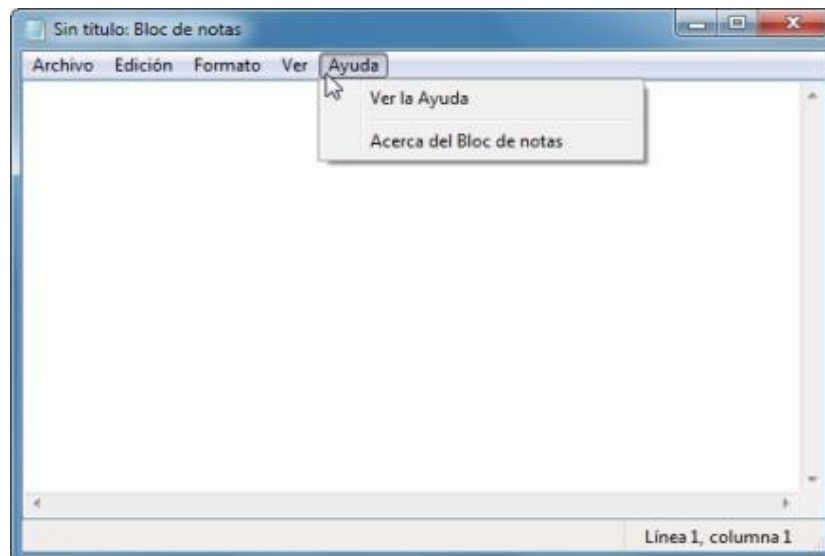 Sin título: Bloc de notas
Archivo Edición Formato Ver Ayuda
Ver la Ayuda
Acerca del Bloc de notas
Línea 1, columna 1